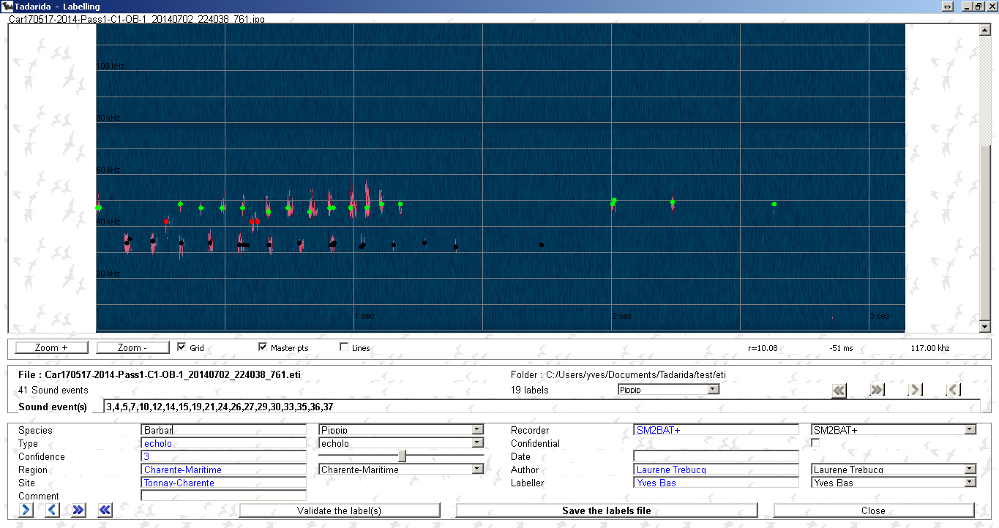 Tadarida - Labelling
Car170517-2014-Pass1-C1-OB-1_20140702_224038_761.jpg
100 kHz
80 kHz
60 kHz
40 kHz
20 kHz
1 sec
2 sec
3 sec
Zoom +
Zoom -
Grid
Master pts
Lines
r=10.08
-51 ms
117.00 khz
File : Car170517-2014-Pass1-C1-OB-1_20140702_224038_761.eti
Folder : C:/Users/yves/Documents/Tadarida/test/eti
41 Sound events
19 labels
Pippip
Sound event(s)
3,4,5,7,10,12,14,15,19,21,24,26,27,29,30,33,35,36,37
Species
Barbar
Pippip
Recorder
SM2BAT+
SM2BAT+
Type
echolo
echolo
Confidential
Confidence
3
Date
Region
Charente-Maritime
Charente-Maritime
Author
Laurene Trebucq
Laurene Trebucq
Site
Tonnay-Charente
Labeller
Yves Bas
Yves Bas
Comment
Validate the label(s)
Save the labels file
Close